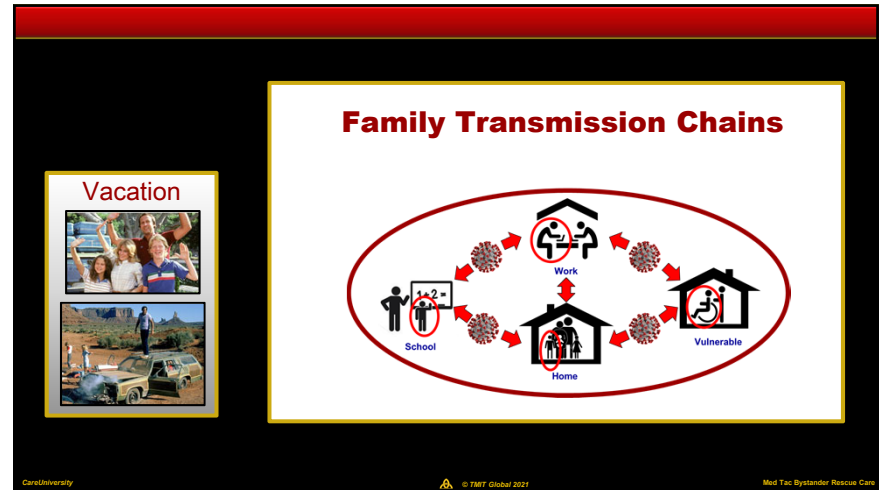 Family Transmission Chains
Vacation
1+2=
Work
School
Home
Vulnerable
CareUniversity
© TMIT Global 2021
Med Tac Bystander Rescue Care